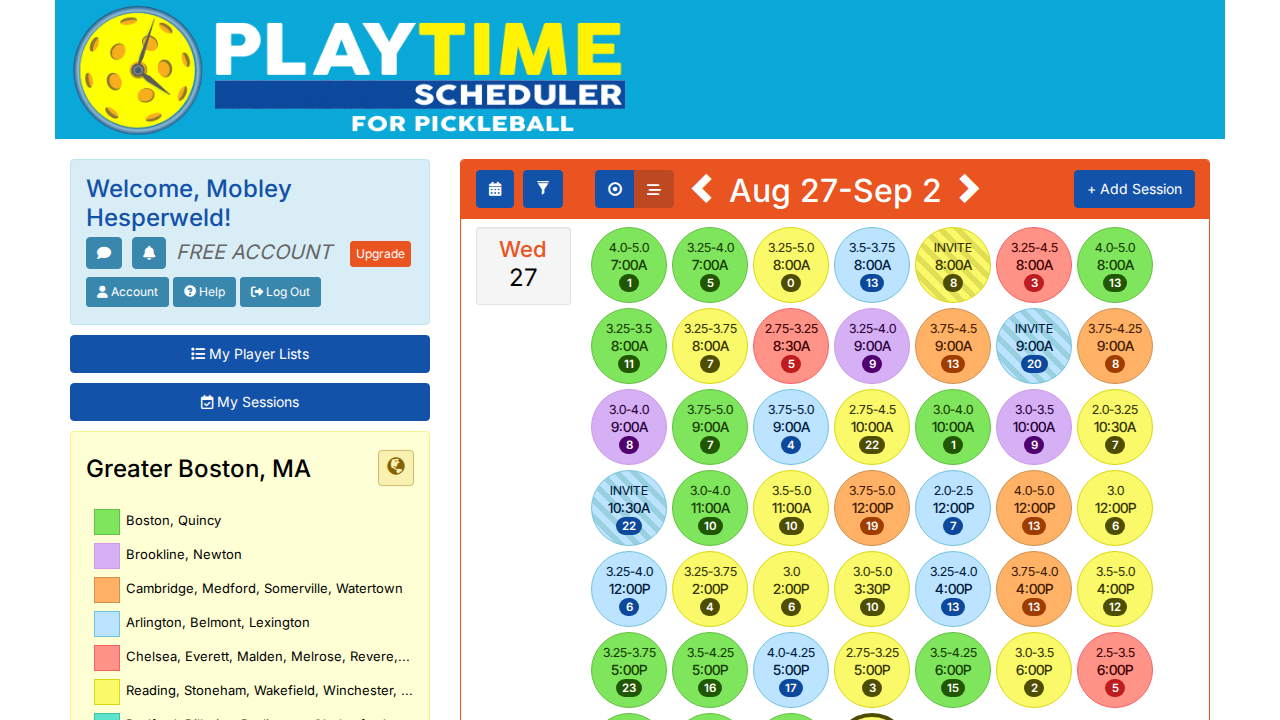 PLAYTIME
SCHEDULER
FOR PICKLEBALL
Welcome, Mobley
Hesperweld!
FREE ACCOUNT
Upgrade
Account
Help
Log Out
My Player Lists
My Sessions
Greater Boston, MA
Boston, Quincy
Brookline, Newton
Cambridge, Medford, Somerville, Watertown
Arlington, Belmont, Lexington
Chelsea, Everett, Malden, Melrose, Revere,...
Reading, Stoneham, Wakefield, Winchester, ...
Aug 27-Sep 2
+ Add Session
Wed
27
4.0-5.0
7:00A
1
3.25-4.0
7:00A
5
3.25-5.0
8:00A
0
3.5-3.75
8:00A
13
INVITE
8:00A
8
3.25-4.5
8:00A
3
4.0-5.0
8:00A
13
3.25-3.5
8:00A
11
3.25-3.75
8:00A
7
2.75-3.25
8:30A
5
3.25-4.0
9:00A
9
3.75-4.5
9:00A
13
INVITE
9:00A
20
3.75-4.25
9:00A
8
3.0-4.0
9:00A
8
3.75-5.0
9:00A
7
3.75-5.0
9:00A
4
2.75-4.5
10:00A
22
3.0-4.0
10:00A
1
3.0-3.5
10:00A
9
2.0-3.25
10:30A
7
INVITE
10:30A
22
3.0-4.0
11:00A
10
3.5-5.0
11:00A
10
3.75-5.0
12:00P
19
2.0-2.5
12:00P
7
4.0-5.0
12:00P
13
3.0
12:00P
6
3.25-4.0
12:00P
6
3.25-3.75
2:00P
4
3.0
2:00P
6
3.0-5.0
3:30P
10
3.25-4.0
4:00P
13
3.75-4.0
4:00P
13
3.5-4.0
4:00P
12
3.25-3.75
5:00P
23
3.5-4.25
5:00P
16
4.0-4.25
5:00P
17
2.75-3.25
5:00P
3
3.5-4.25
6:00P
15
3.0-3.5
6:00P
2
2.5-3.5
6:00P
5